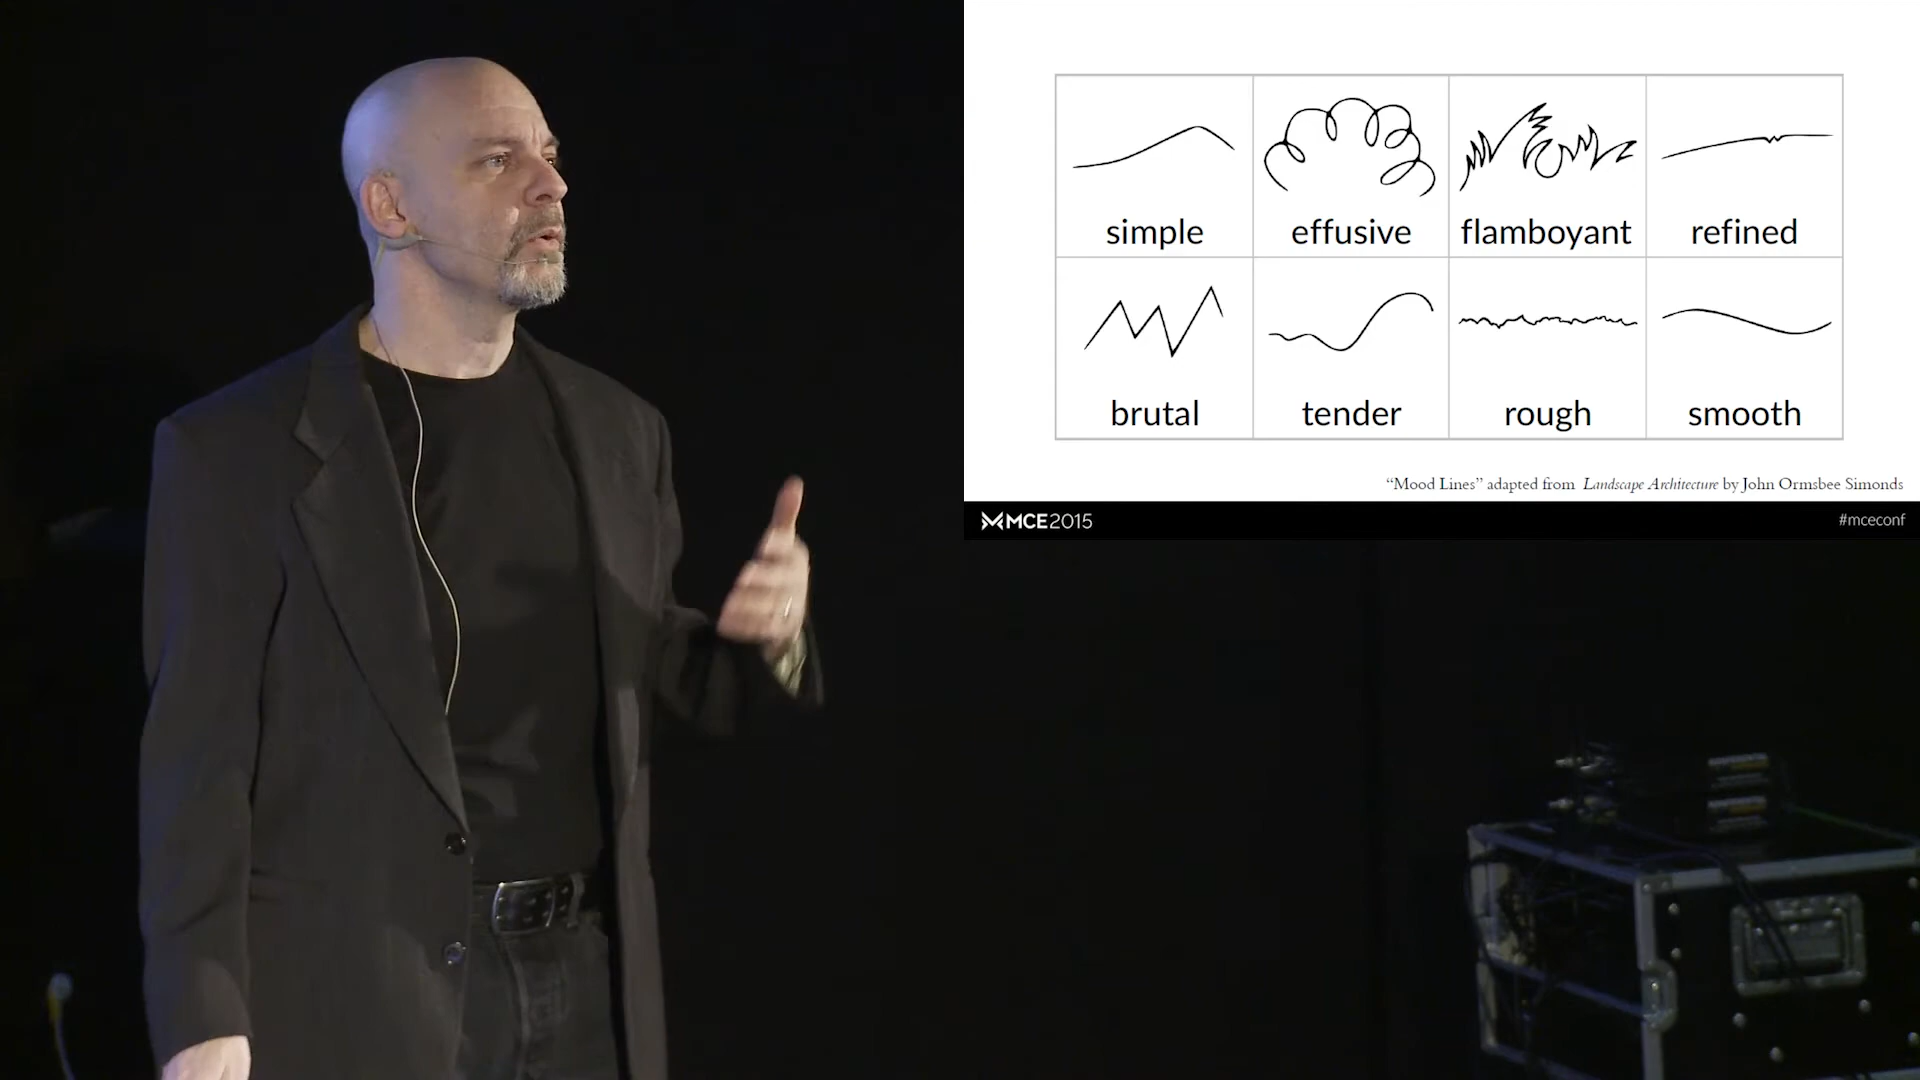 simple effusive flamboyant refined
brutal tender rough smooth
“Mood Lines” adapted from Landscape Architecture by John Ormsbee Simonds
MCE2015 #mceconf